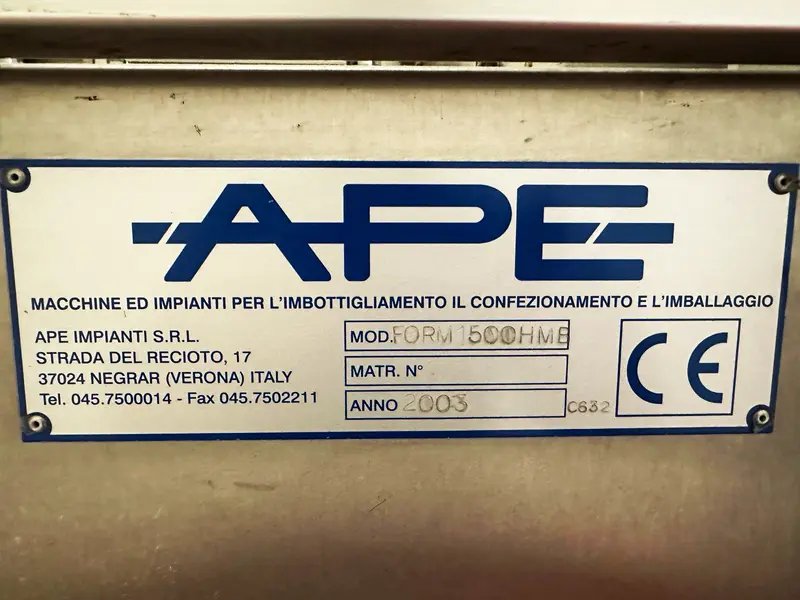 APE
MACCHINE ED IMPIANTI PER L'IMBOTTIGLIAMENTO IL CONFEZIONAMENTO E L'IMBALLAGGIO
APE IMPIANTI S.R.L.
STRADA DEL RECIOTO, 17
37024 NEGRAR (VERONA) ITALY
Tel. 045.7500014 - Fax 045.7502211
MOD. FORM1500HMB
MATR. N°
ANNO 2003
C632
CE